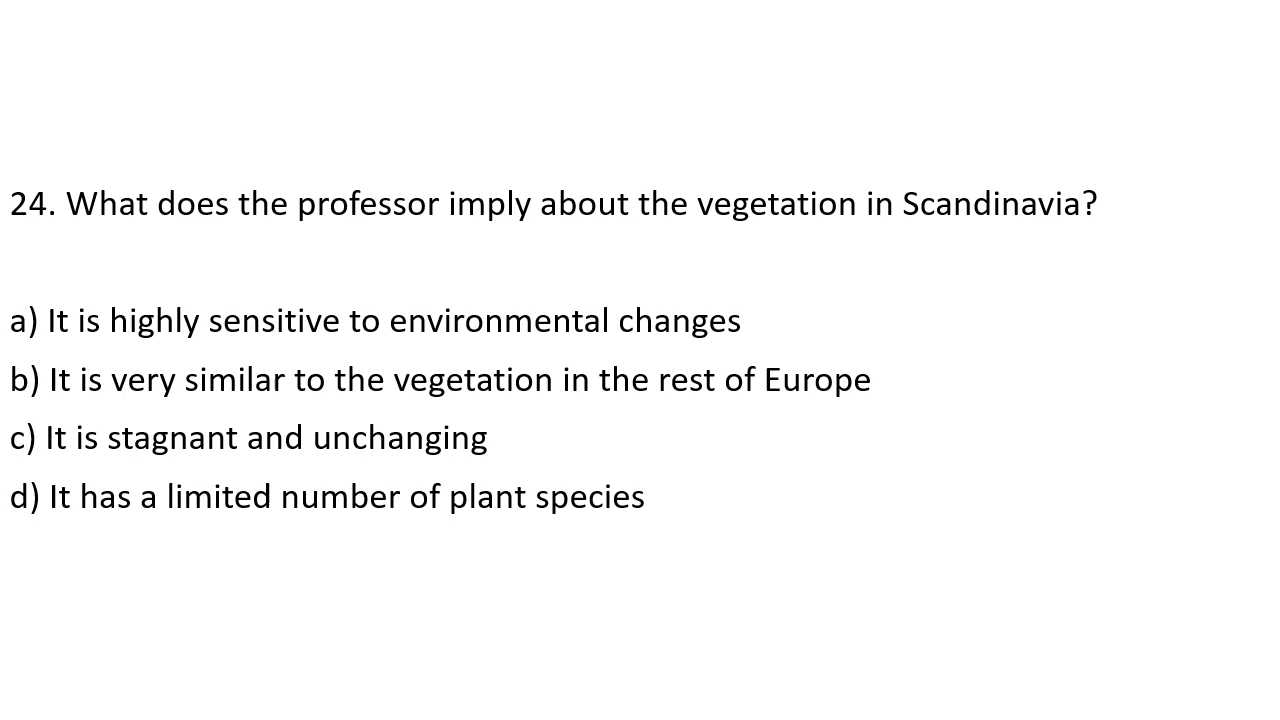 24. What does the professor imply about the vegetation in Scandinavia?
a) It is highly sensitive to environmental changes
b) It is very similar to the vegetation in the rest of Europe
c) It is stagnant and unchanging
d) It has a limited number of plant species